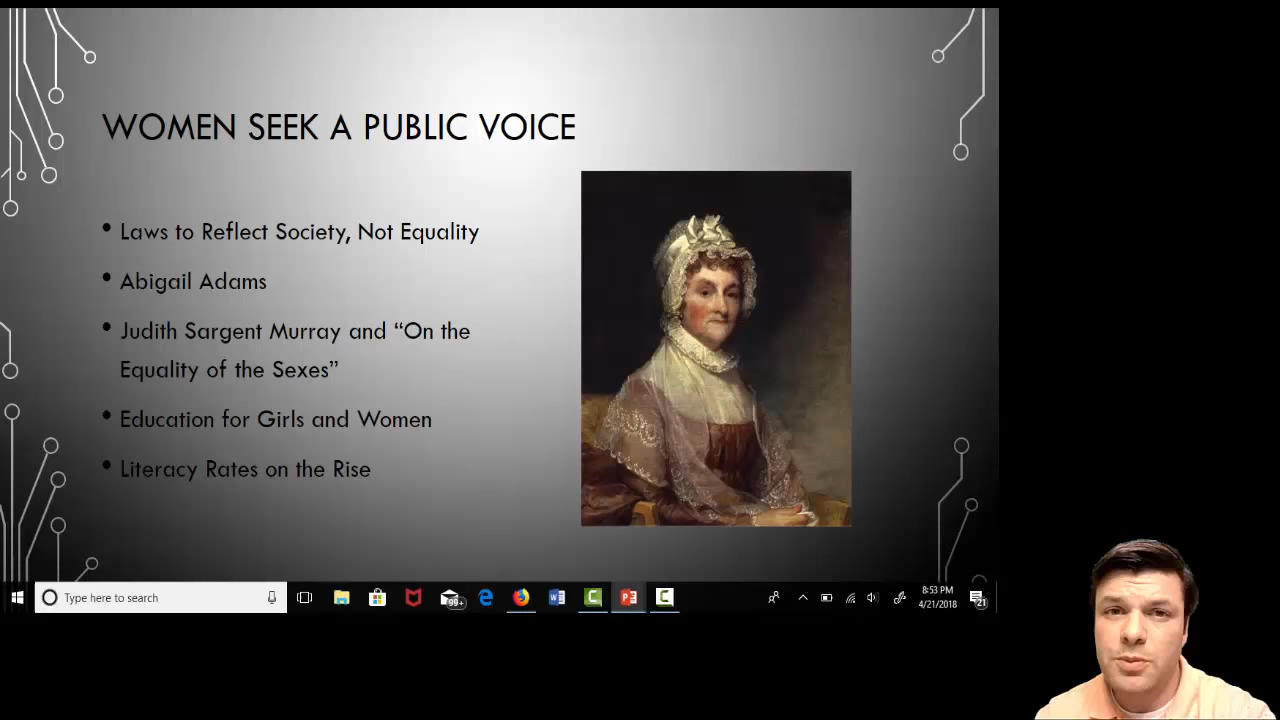 WOMEN SEEK A PUBLIC VOICE
• Laws to Reflect Society, Not Equality
• Abigail Adams
• Judith Sargent Murray and “On the
Equality of the Sexes”
• Education for Girls and Women
• Literacy Rates on the Rise
Type here to search
99+
8:53 PM
4/21/2018
21